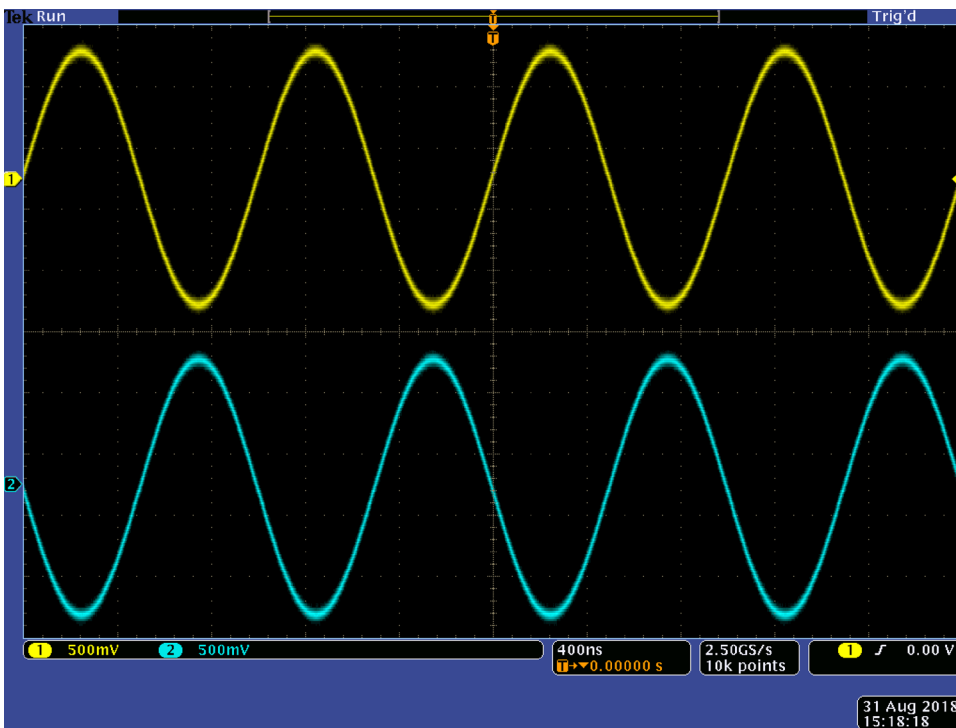 Tek Run Trig'd
T
T
1
2
1 500mV 2 500mV
400ns
T→▼0.00000 s
2.50GS/s
10k points
1 ʃ 0.00 V
31 Aug 2018
15:18:18